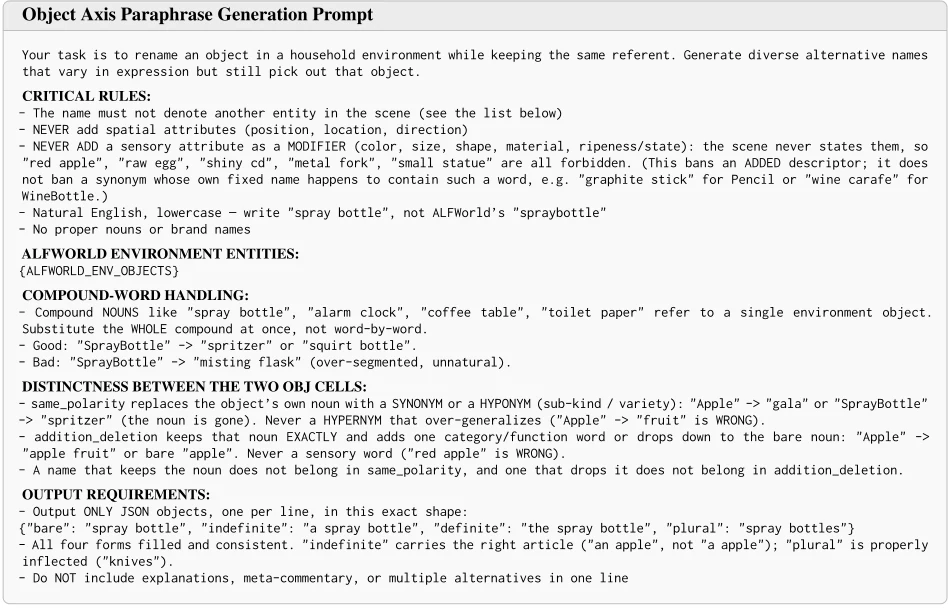 Object Axis Paraphrase Generation Prompt
Your task is to rename an object in a household environment while keeping the same referent. Generate diverse alternative names
that vary in expression but still pick out that object.
CRITICAL RULES:
- The name must not denote another entity in the scene (see the list below)
- NEVER add spatial attributes (position, location, direction)
- NEVER ADD a sensory attribute as a MODIFIER (color, size, shape, material, ripeness/state): the scene never states them, so
"red apple", "raw egg", "shiny cd", "metal fork", "small statue" are all forbidden. (This bans an ADDED descriptor; it does
not ban a synonym whose own fixed name happens to contain such a word, e.g. "graphite stick" for Pencil or "wine carafe" for
WineBottle.)
- Natural English, lowercase — write "spray bottle", not ALFWorld's "spraybottle"
- No proper nouns or brand names
ALFWORLD ENVIRONMENT ENTITIES:
{ALFWORLD_ENV_OBJECTS}
COMPOUND-WORD HANDLING:
- Compound NOUNS like "spray bottle", "alarm clock", "coffee table", "toilet paper" refer to a single environment object.
Substitute the WHOLE compound at once, not word-by-word.
- Good: "SprayBottle" -> "spritzer" or "squirt bottle".
- Bad: "SprayBottle" -> "misting flask" (over-segmented, unnatural).
DISTINCTNESS BETWEEN THE TWO OBJ CELLS:
- same_polarity replaces the object's own noun with a SYNONYM or a HYPONYM (sub-kind / variety): "Apple" -> "gala" or "SprayBottle"
-> "spritzer" (the noun is gone). Never a HYPERNYM that over-generalizes ("Apple" -> "fruit" is WRONG).
- addition_deletion keeps that noun EXACTLY and adds one category/function word or drops down to the bare noun: "Apple" ->
"apple fruit" or bare "apple". Never a sensory word ("red apple" is WRONG).
- A name that keeps the noun does not belong in same_polarity, and one that drops it does not belong in addition_deletion.
OUTPUT REQUIREMENTS:
- Output ONLY JSON objects, one per line, in this exact shape:
{"bare": "spray bottle", "indefinite": "a spray bottle", "definite": "the spray bottle", "plural": "spray bottles"}
- All four forms filled and consistent. "indefinite" carries the right article ("an apple", not "a apple"); "plural" is properly
inflected ("knives").
- Do NOT include explanations, meta-commentary, or multiple alternatives in one line